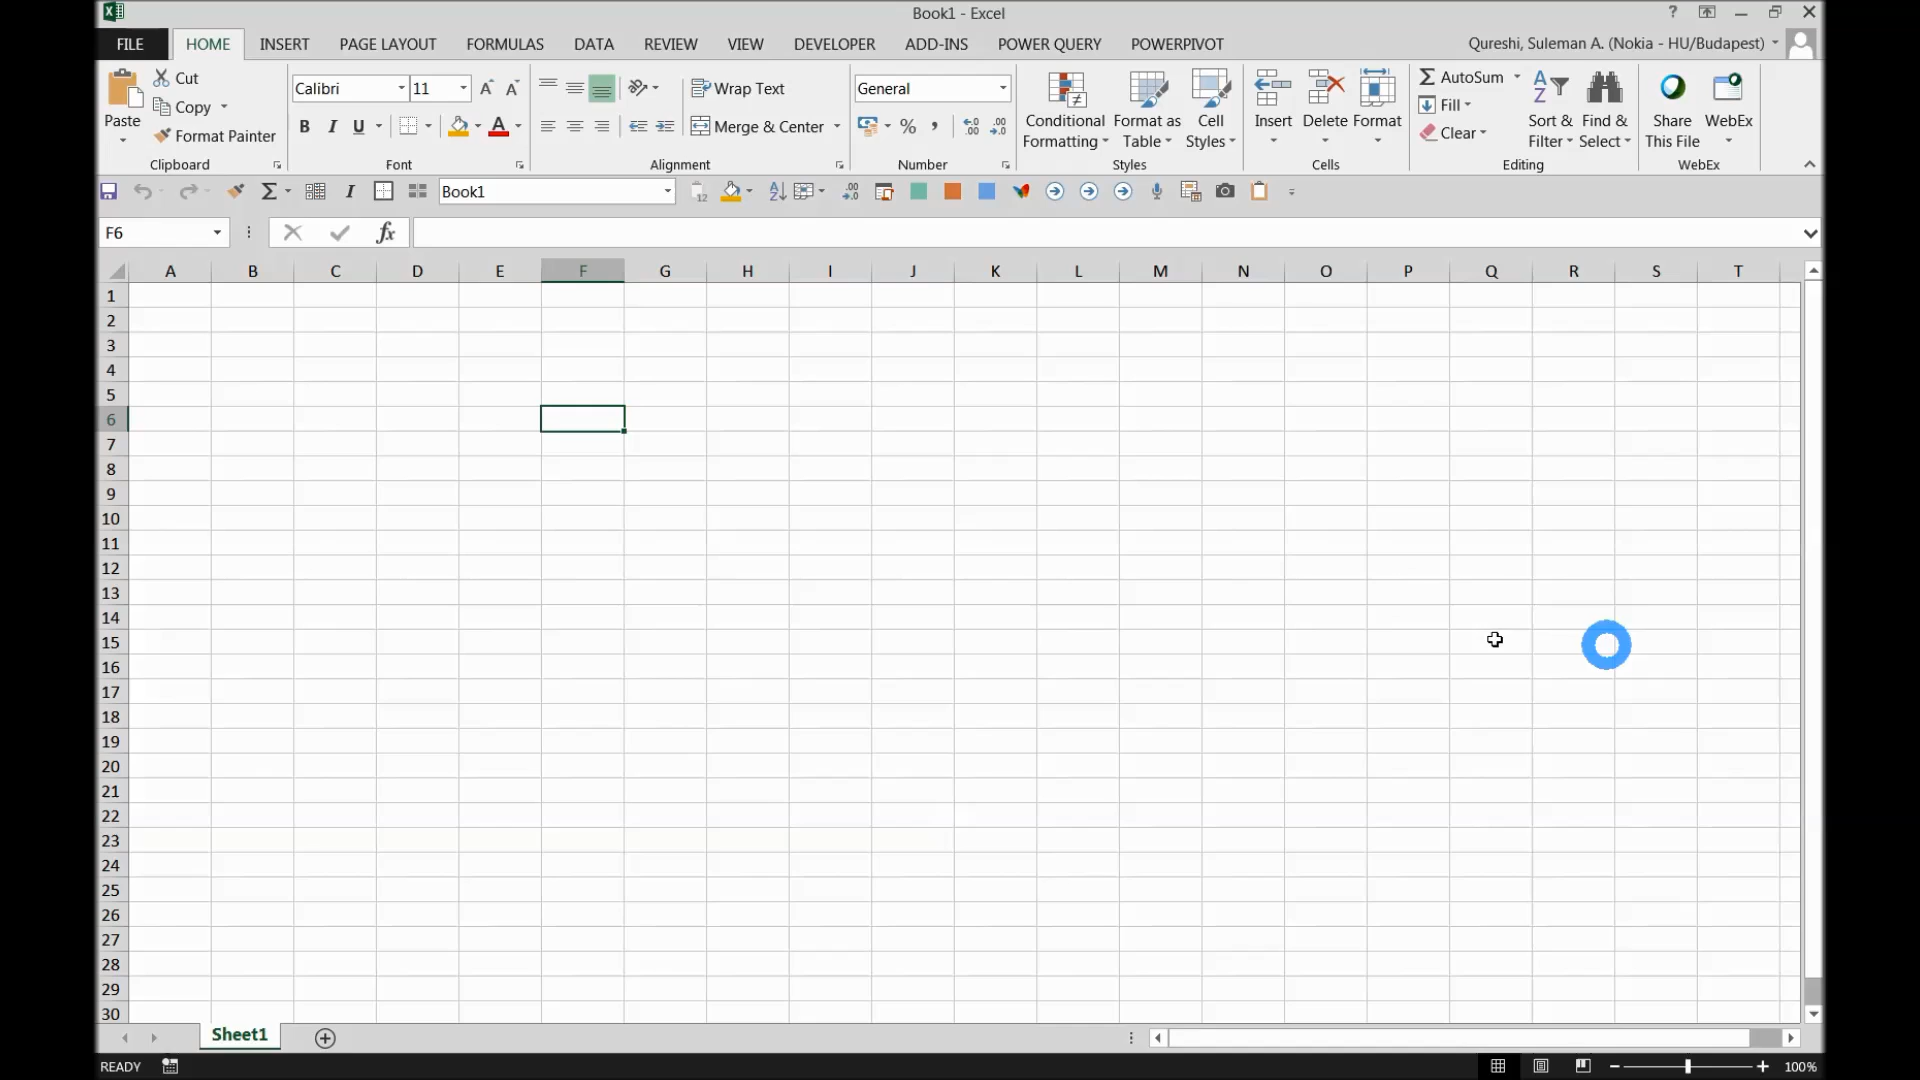 Book1 - Excel
?
FILE HOME INSERT PAGE LAYOUT FORMULAS DATA REVIEW VIEW DEVELOPER ADD-INS POWER QUERY POWERPIVOT Qureshi, Suleman A. (Nokia - HU/Budapest)
Paste
Cut
Copy
Format Painter
Clipboard
Calibri 11 A A
B I U A
Font
Wrap Text
Merge & Center
Alignment
General
% , .0 .00 .00 .0
Number
Conditional Formatting
Format as Table
Cell Styles
Styles
Insert Delete Format
Cells
AutoSum
Fill
Clear
Sort & Filter
Find & Select
Editing
Share This File
WebEx
WebEx
Σ I Book1
F6 fx
A B C D E F G H I J K L M N O P Q R S T
1
2
3
4
5
6
7
8
9
10
11
12
13
14
15
16
17
18
19
20
21
22
23
24
25
26
27
28
29
30
Sheet1
READY 100%